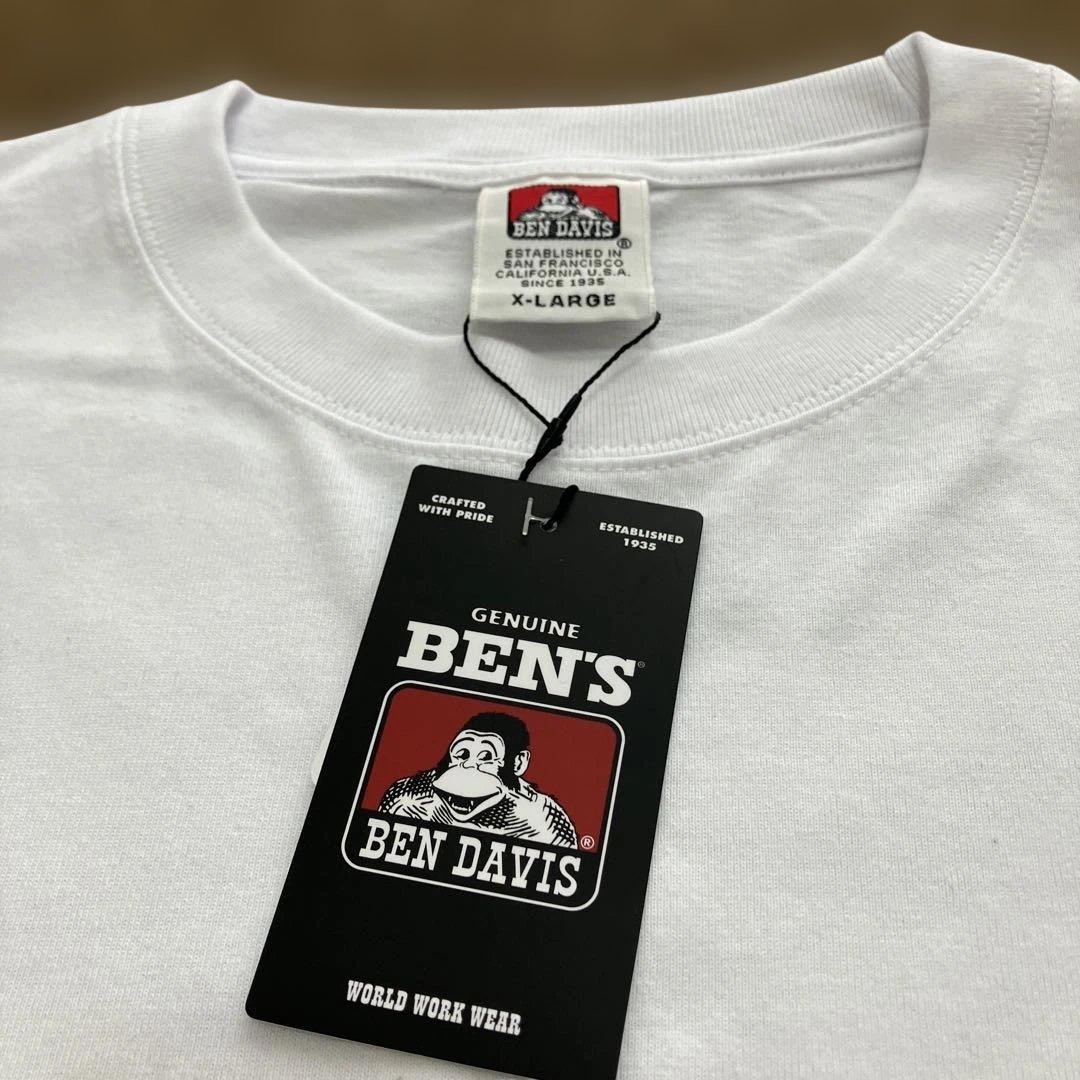 BEN DAVIS
®
ESTABLISHED IN
SAN FRANCISCO
CALIFORNIA U.S.A.
SINCE 1935
X-LARGE
CRAFTED
WITH PRIDE
ESTABLISHED
1935
GENUINE
BEN'S®
BEN DAVIS®
WORLD WORK WEAR